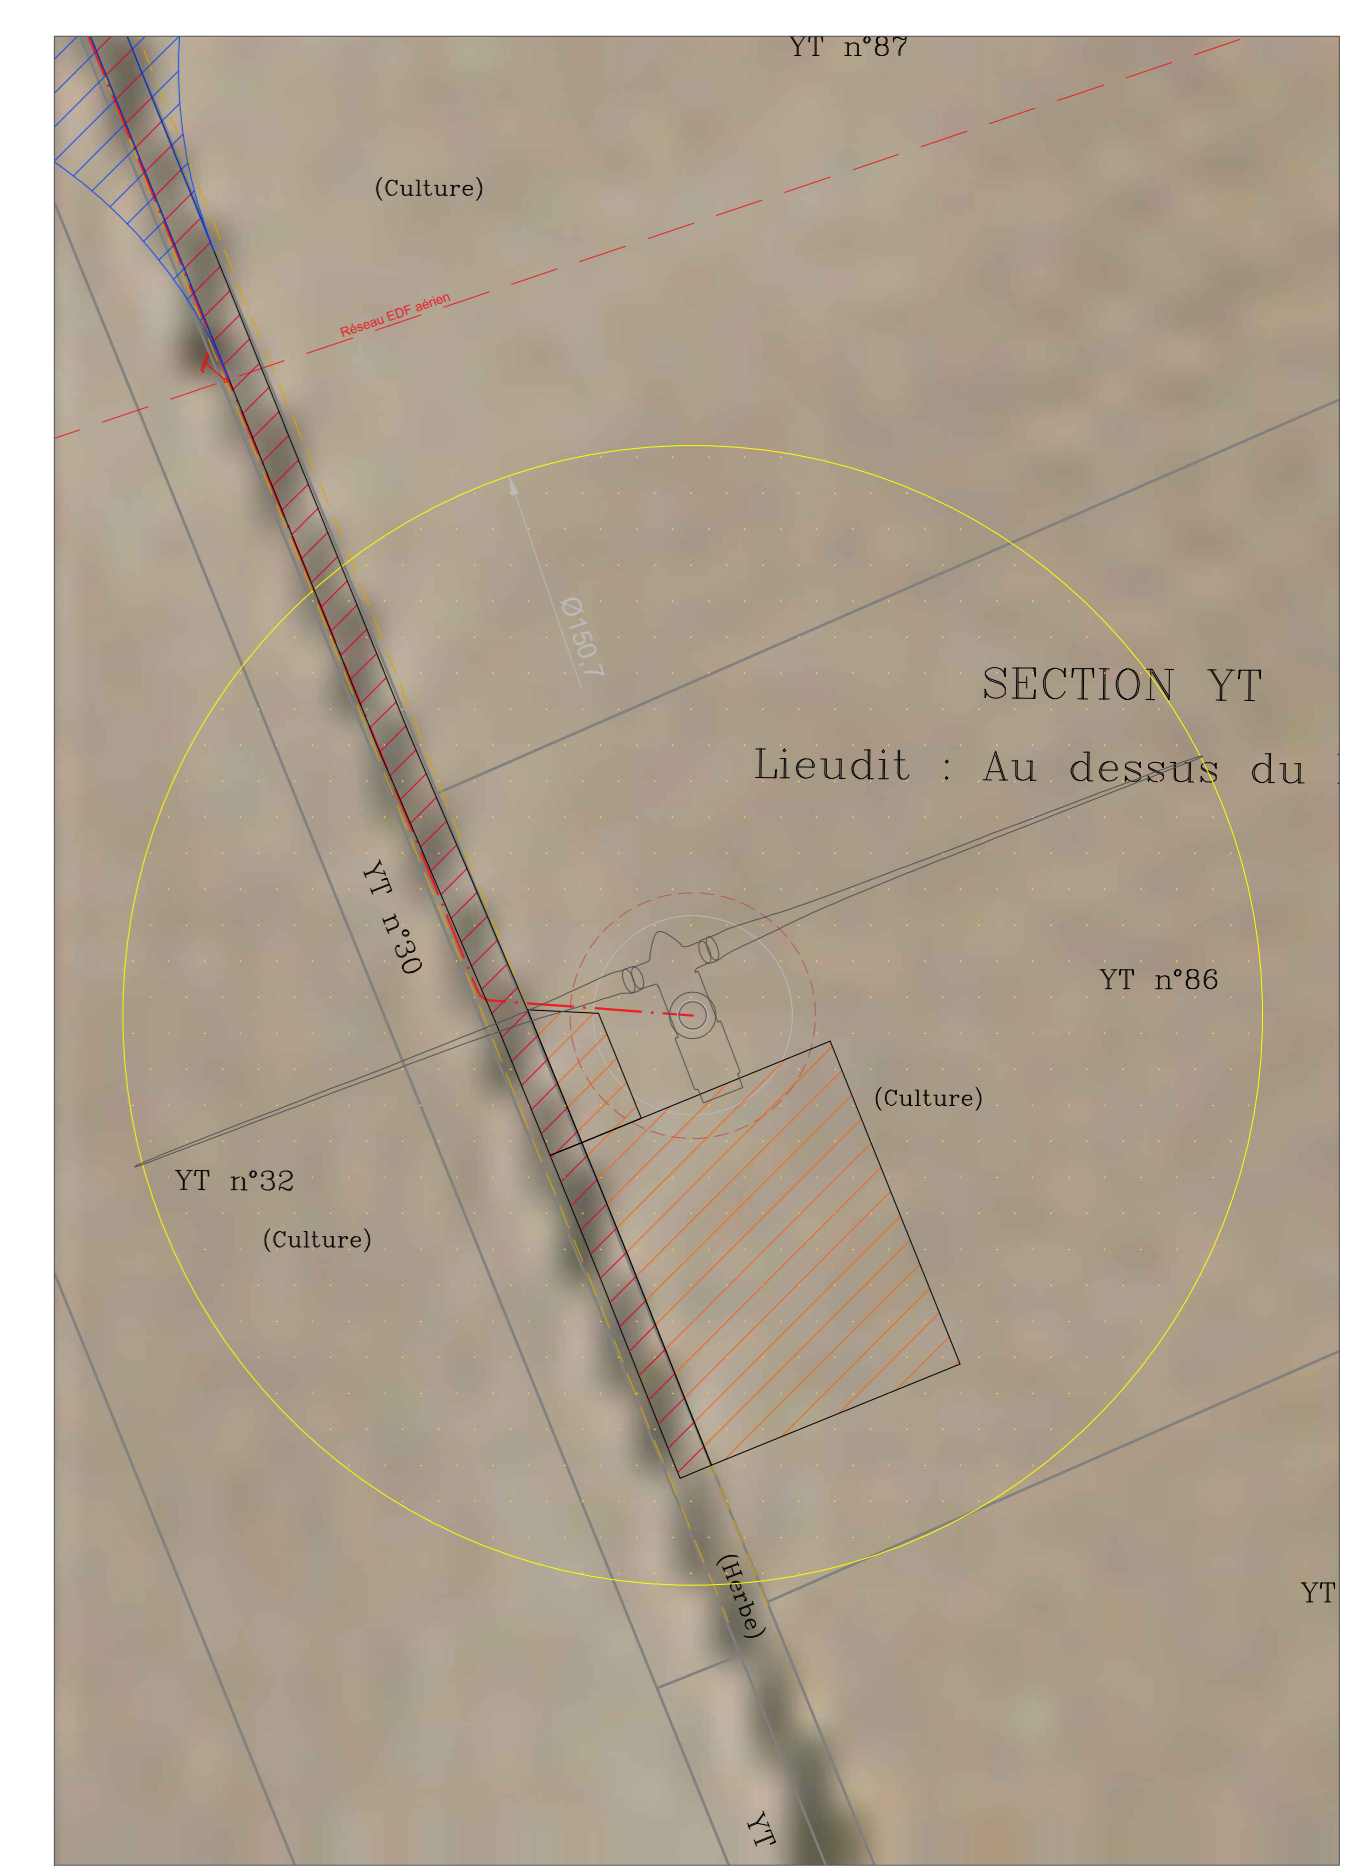 YT n°87
(Culture)
Réseau EDF aérien
Ø150,7
SECTION YT
Lieudit : Au dessus du
YT n°30
YT n°86
(Culture)
YT n°32
(Culture)
(Herbe)
YT
YT